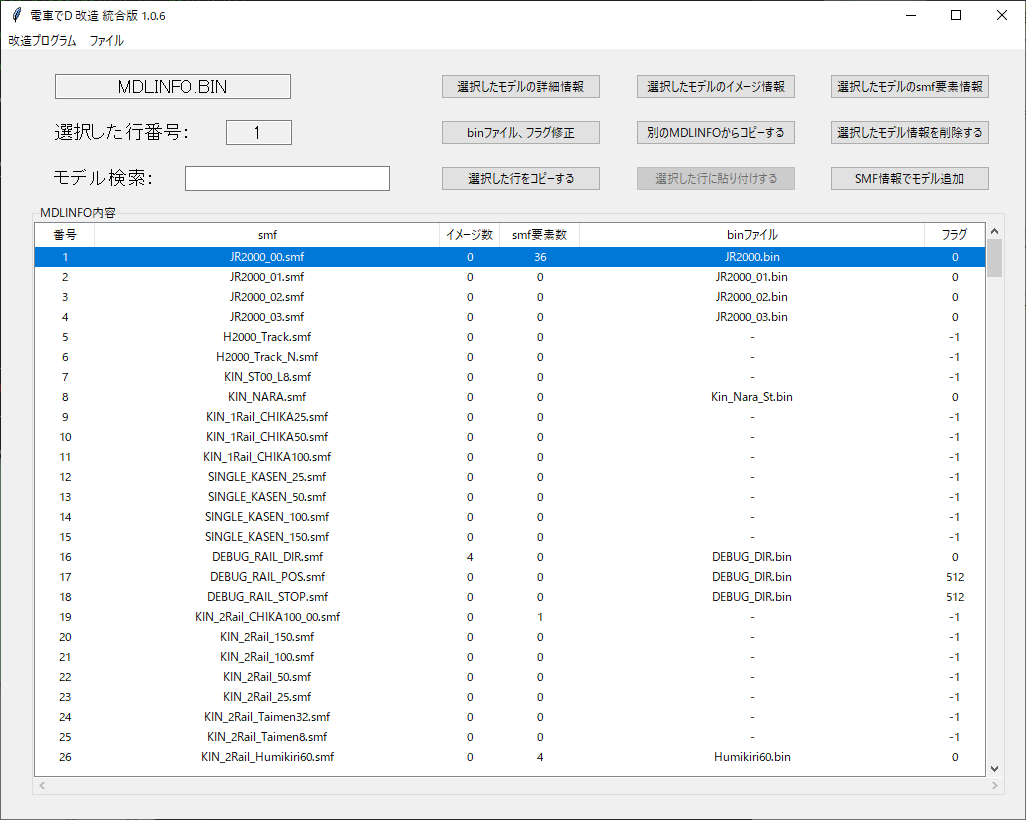 電車でD 改造 統合版 1.0.6
改造プログラム ファイル
MDLINFO.BIN 選択したモデルの詳細情報 選択したモデルのイメージ情報 選択したモデルのsmf要素情報
選択した行番号: 1 binファイル、フラグ修正 別のMDLINFOからコピーする 選択したモデル情報を削除する
モデル検索: 選択した行をコピーする 選択した行に貼り付けする SMF情報でモデル追加
MDLINFO内容
番号 smf イメージ数 smf要素数 binファイル フラグ
1 JR2000_00.smf 0 36 JR2000.bin 0
2 JR2000_01.smf 0 0 JR2000_01.bin 0
3 JR2000_02.smf 0 0 JR2000_02.bin 0
4 JR2000_03.smf 0 0 JR2000_03.bin 0
5 H2000_Track.smf 0 0 - -1
6 H2000_Track_N.smf 0 0 - -1
7 KIN_ST00_L8.smf 0 0 - -1
8 KIN_NARA.smf 0 0 Kin_Nara_St.bin 0
9 KIN_1Rail_CHIKA25.smf 0 0 - -1
10 KIN_1Rail_CHIKA50.smf 0 0 - -1
11 KIN_1Rail_CHIKA100.smf 0 0 - -1
12 SINGLE_KASEN_25.smf 0 0 - -1
13 SINGLE_KASEN_50.smf 0 0 - -1
14 SINGLE_KASEN_100.smf 0 0 - -1
15 SINGLE_KASEN_150.smf 0 0 - -1
16 DEBUG_RAIL_DIR.smf 4 0 DEBUG_DIR.bin 0
17 DEBUG_RAIL_POS.smf 0 0 DEBUG_DIR.bin 512
18 DEBUG_RAIL_STOP.smf 0 0 DEBUG_DIR.bin 512
19 KIN_2Rail_CHIKA100_00.smf 0 1 - -1
20 KIN_2Rail_150.smf 0 0 - -1
21 KIN_2Rail_100.smf 0 0 - -1
22 KIN_2Rail_50.smf 0 0 - -1
23 KIN_2Rail_25.smf 0 0 - -1
24 KIN_2Rail_Taimen32.smf 0 0 - -1
25 KIN_2Rail_Taimen8.smf 0 0 - -1
26 KIN_2Rail_Humikiri60.smf 0 4 Humikiri60.bin 0